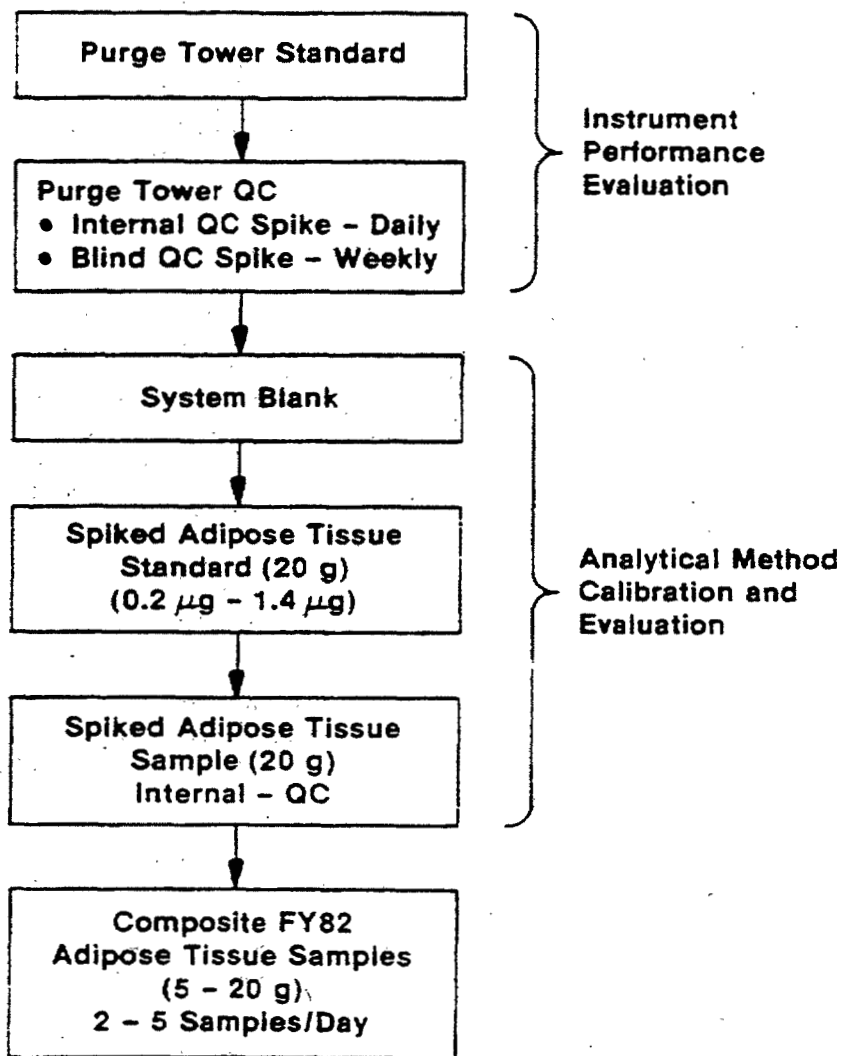 Purge Tower Standard
Instrument
Performance
Evaluation
Purge Tower QC
• Internal QC Spike – Daily
• Blind QC Spike – Weekly
System Blank
Spiked Adipose Tissue
Standard (20 g)
(0.2 μg – 1.4 μg)
Analytical Method
Calibration and
Evaluation
Spiked Adipose Tissue
Sample (20 g)
Internal – QC
Composite FY82
Adipose Tissue Samples
(5 – 20 g)
2 – 5 Samples/Day